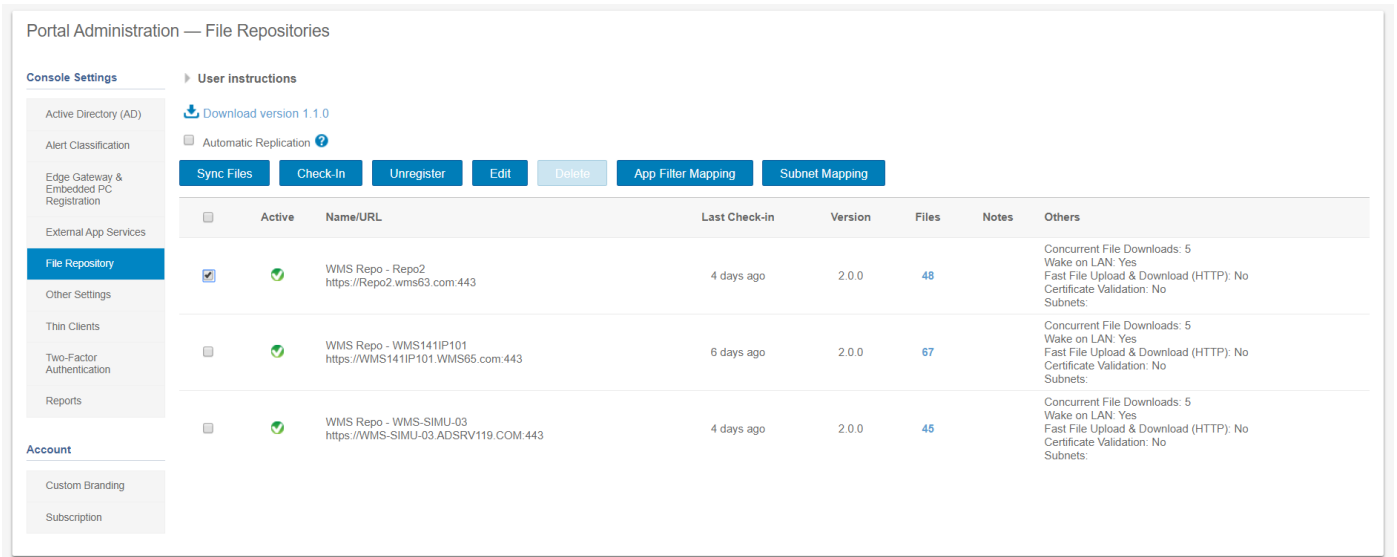 Portal Administration — File Repositories
Console Settings
Active Directory (AD)
Alert Classification
Edge Gateway &
Embedded PC
Registration
External App Services
File Repository
Other Settings
Thin Clients
Two-Factor
Authentication
Reports
Account
Custom Branding
Subscription
User instructions
Download version 1.1.0
Automatic Replication ?
Sync Files Check-In Unregister Edit Delete App Filter Mapping Subnet Mapping
Active Name/URL Last Check-in Version Files Notes Others
WMS Repo - Repo2
https://Repo2.wms63.com:443
4 days ago 2.0.0 48
Concurrent File Downloads: 5
Wake on LAN: Yes
Fast File Upload & Download (HTTP): No
Certificate Validation: No
Subnets:
WMS Repo - WMS141IP101
https://WMS141IP101.WMS65.com:443
6 days ago 2.0.0 67
Concurrent File Downloads: 5
Wake on LAN: Yes
Fast File Upload & Download (HTTP): No
Certificate Validation: No
Subnets:
WMS Repo - WMS-SIMU-03
https://WMS-SIMU-03.ADSRV119.COM:443
4 days ago 2.0.0 45
Concurrent File Downloads: 5
Wake on LAN: Yes
Fast File Upload & Download (HTTP): No
Certificate Validation: No
Subnets: